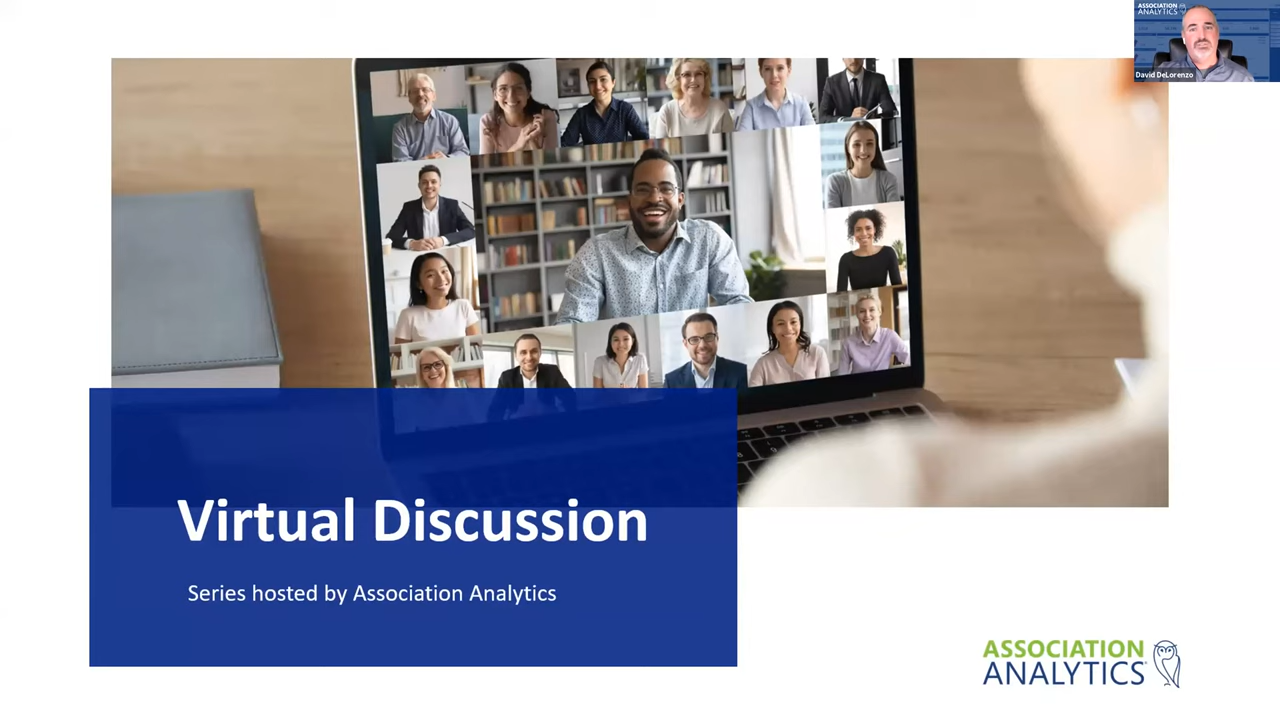 ASSOCIATION
ANALYTICS
David DeLorenzo
Virtual Discussion
Series hosted by Association Analytics
ASSOCIATION
ANALYTICS